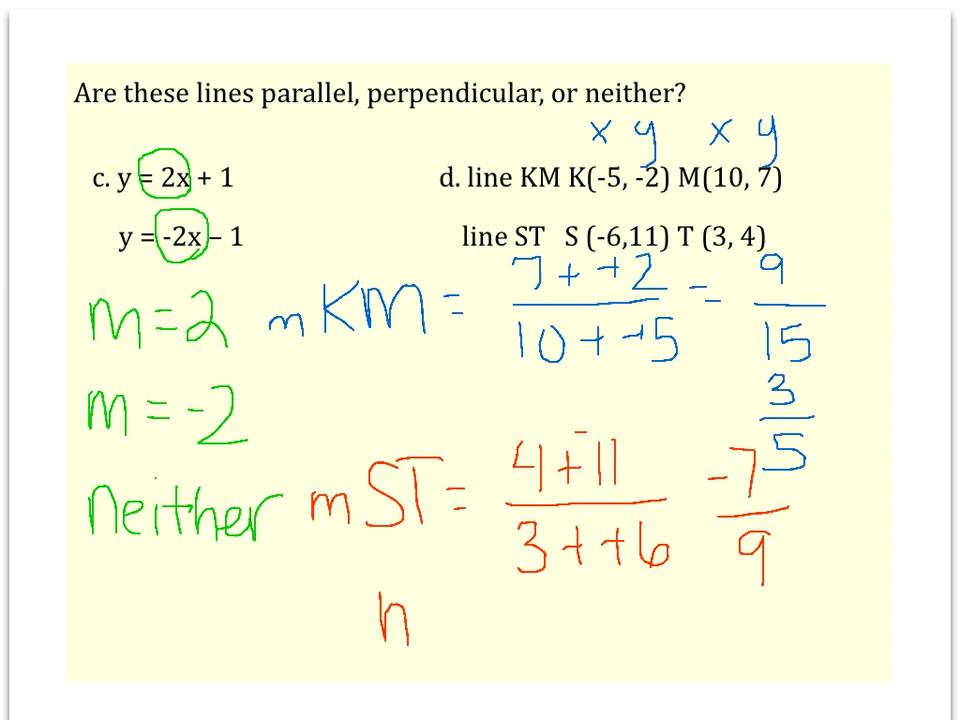 Are these lines parallel, perpendicular, or neither?
x y x y
c. y = 2x + 1
d. line KM K(-5, -2) M(10, 7)
y = -2x – 1
line ST S (-6,11) T (3, 4)
m = 2
m KM = 7 + +2 / 10 + +5 = 9 / 15
3 / 5
m = -2
neither
m ST = 4 + -11 / 3 + +6 -7 / 9
n